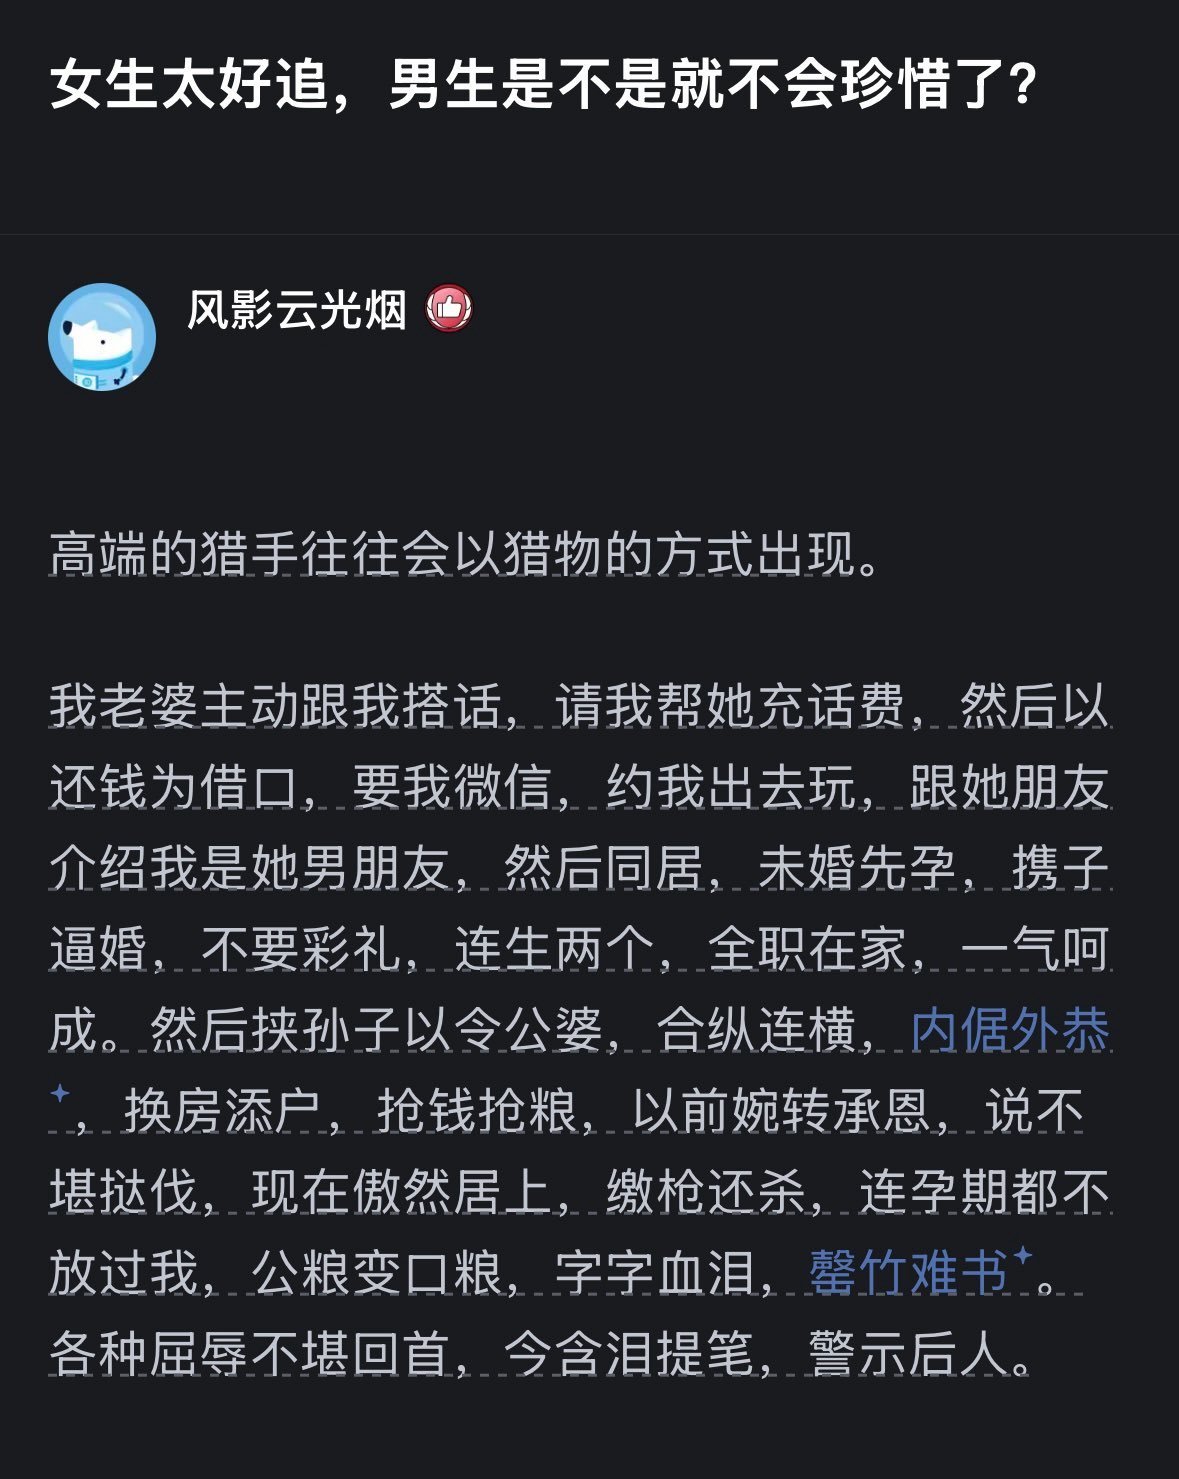 女生太好追，男生是不是就不会珍惜了?
风影云光烟
高端的猎手往往会以猎物的方式出现。
我老婆主动跟我搭话，请我帮她充话费，然后以
还钱为借口，要我微信，约我出去玩，跟她朋友
介绍我是她男朋友，然后同居，未婚先孕，携子
逼婚，不要彩礼，连生两个，全职在家，一气呵
成。然后挟孙子以令公婆，合纵连横，内倨外恭
，换房添户，抢钱抢粮，以前婉转承恩，说不
堪挞伐，现在傲然居上，缴枪还杀，连孕期都不
放过我，公粮变口粮，字字血泪，罄竹难书。
各种屈辱不堪回首，今含泪提笔，警示后人。